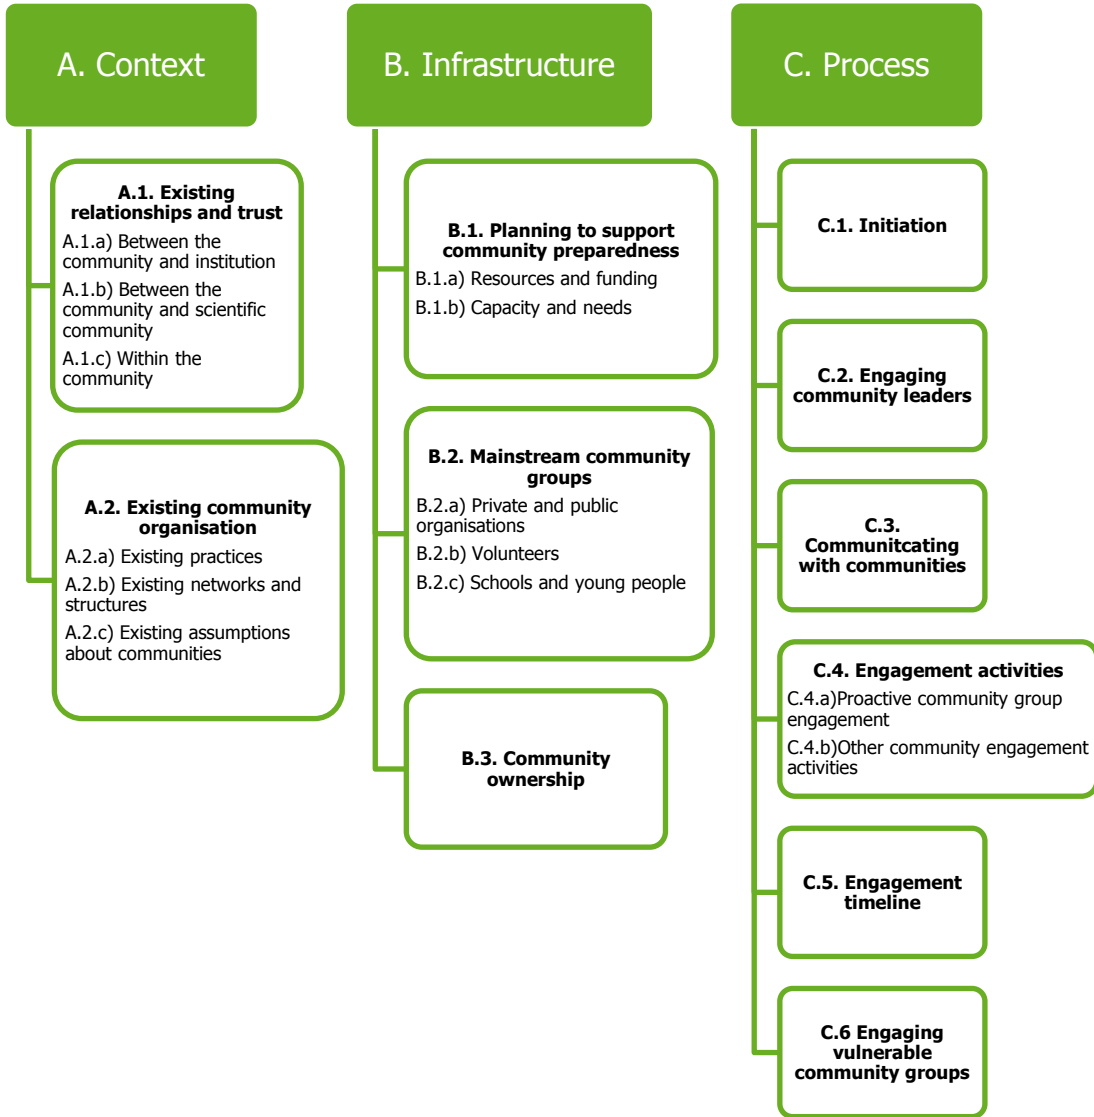 A. Context
A.1. Existing
relationships and trust
A.1.a) Between the
community and institution
A.1.b) Between the
community and scientific
community
A.1.c) Within the
community
A.2. Existing community
organisation
A.2.a) Existing practices
A.2.b) Existing networks and
structures
A.2.c) Existing assumptions
about communities
B. Infrastructure
B.1. Planning to support
community preparedness
B.1.a) Resources and funding
B.1.b) Capacity and needs
B.2. Mainstream community
groups
B.2.a) Private and public
organisations
B.2.b) Volunteers
B.2.c) Schools and young people
B.3. Community
ownership
C. Process
C.1. Initiation
C.2. Engaging
community leaders
C.3.
Communitcating
with communities
C.4. Engagement activities
C.4.a)Proactive community group
engagement
C.4.b)Other community engagement
activities
C.5. Engagement
timeline
C.6 Engaging
vulnerable
community groups